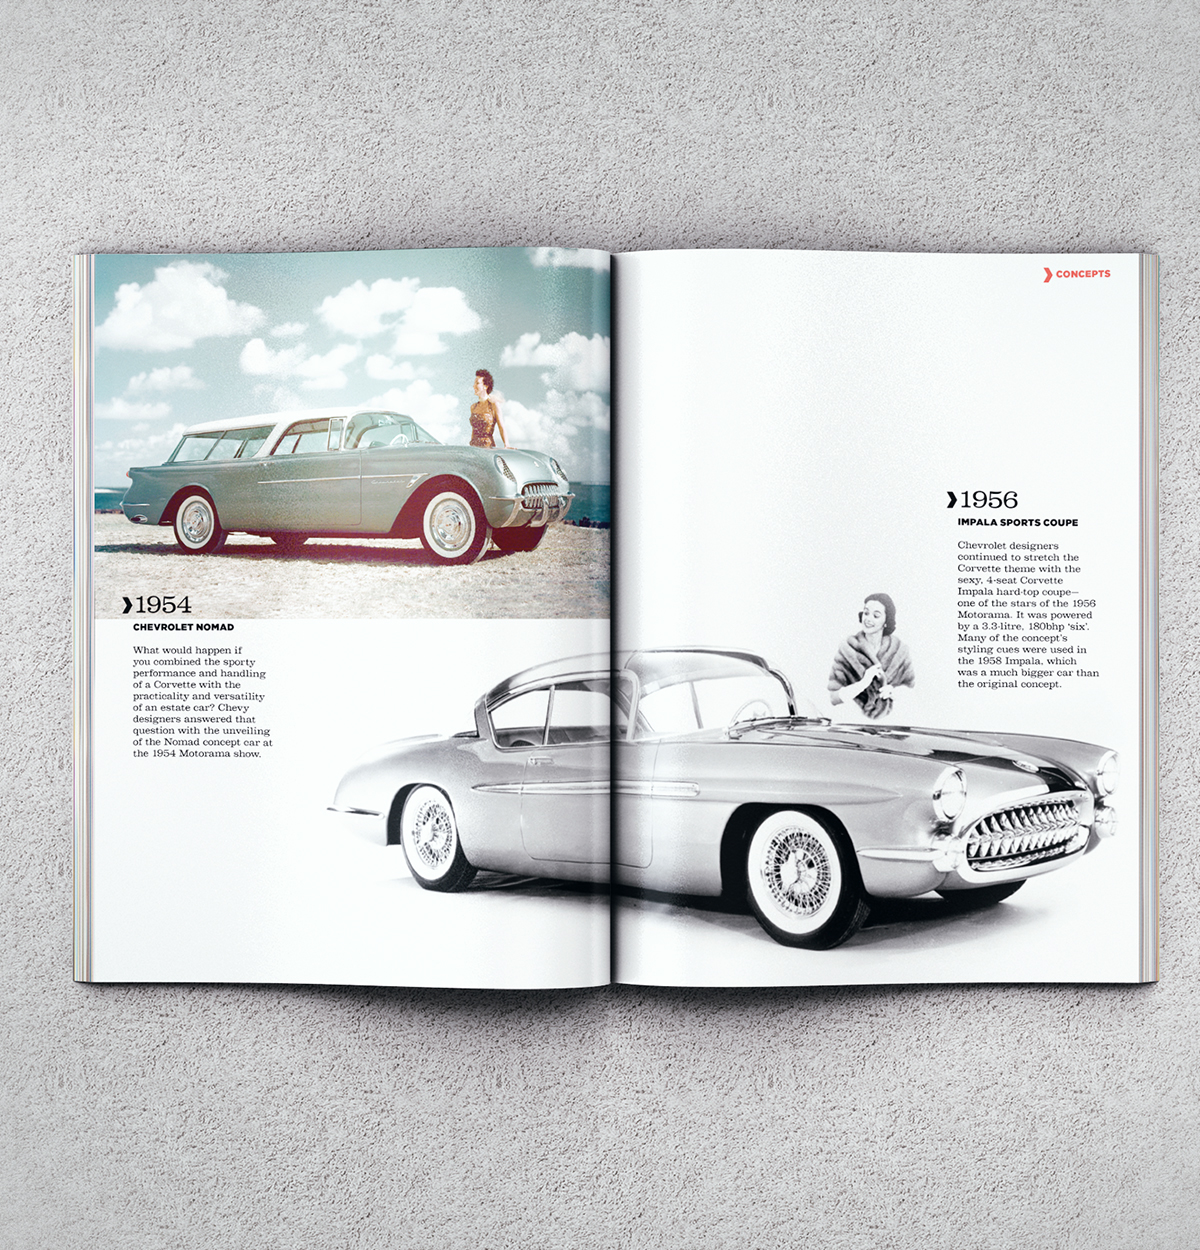 1954
CHEVROLET NOMAD
What would happen if
you combined the sporty
performance and handling
of a Corvette with the
practicality and versatility
of an estate car? Chevy
designers answered that
question with the unveiling
of the Nomad concept car at
the 1954 Motorama show.
CONCEPTS
1956
IMPALA SPORTS COUPE
Chevrolet designers
continued to stretch the
Corvette theme with the
sexy, 4-seat Corvette
Impala hard-top coupe—
one of the stars of the 1956
Motorama. It was powered
by a 3.3-litre, 180bhp ‘six’.
Many of the concept’s
styling cues were used in
the 1958 Impala, which
was a much bigger car than
the original concept.